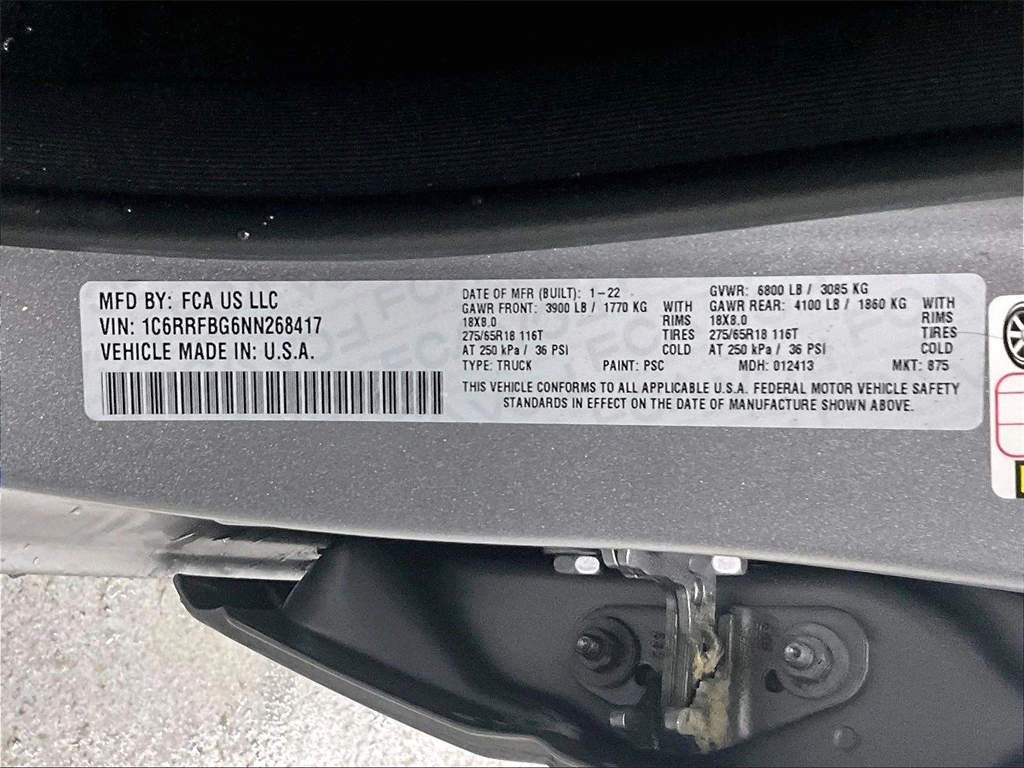 MFD BY: FCA US LLC
VIN: 1C6RRFBG6NN268417
VEHICLE MADE IN: U.S.A.
DATE OF MFR (BUILT): 1-22 GVWR: 6800 LB / 3085 KG
GAWR FRONT: 3900 LB / 1770 KG WITH GAWR REAR: 4100 LB / 1860 KG WITH
18X8.0 RIMS 18X8.0 RIMS
275/65R18 116T TIRES 275/65R18 116T TIRES
AT 250 kPa / 36 PSI COLD AT 250 kPa / 36 PSI COLD
TYPE: TRUCK PAINT: PSC MDH: 012413 MKT: 875
THIS VEHICLE CONFORMS TO ALL APPLICABLE U.S.A. FEDERAL MOTOR VEHICLE SAFETY
STANDARDS IN EFFECT ON THE DATE OF MANUFACTURE SHOWN ABOVE.